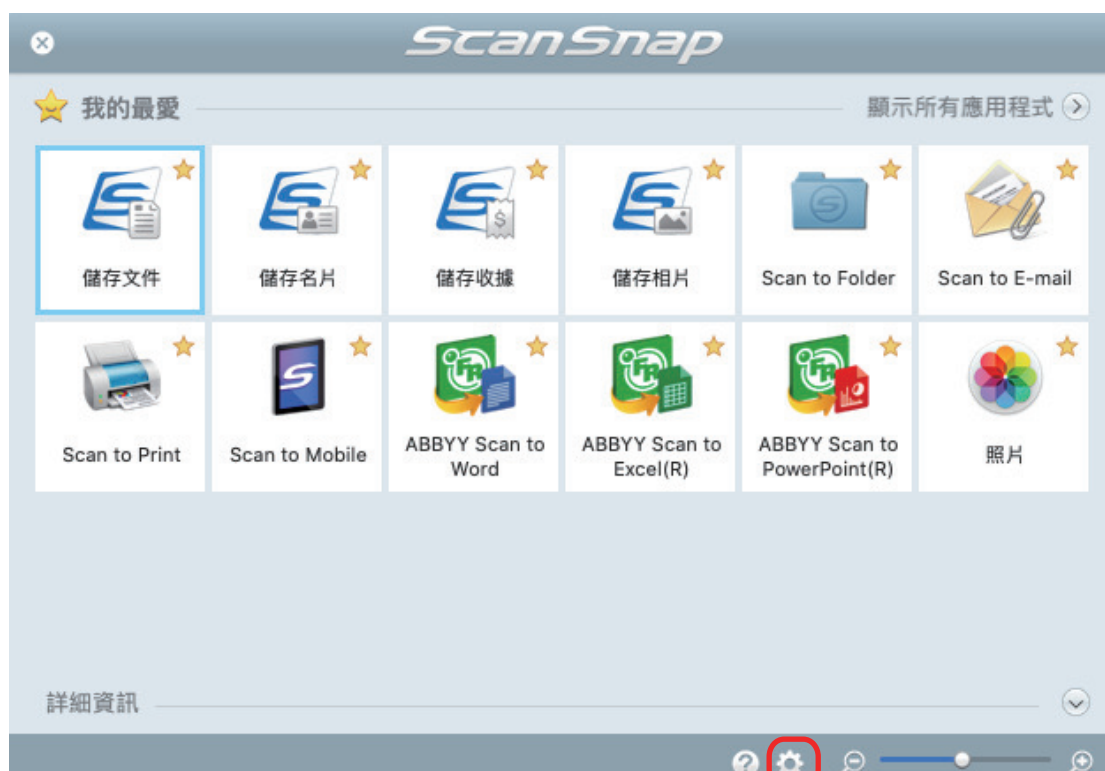 ScanSnap
我的最愛
顯示所有應用程式
儲存文件
儲存名片
儲存收據
儲存相片
Scan to Folder
Scan to E-mail
Scan to Print
Scan to Mobile
ABBYY Scan to
Word
ABBYY Scan to
Excel(R)
ABBYY Scan to
PowerPoint(R)
照片
詳細資訊